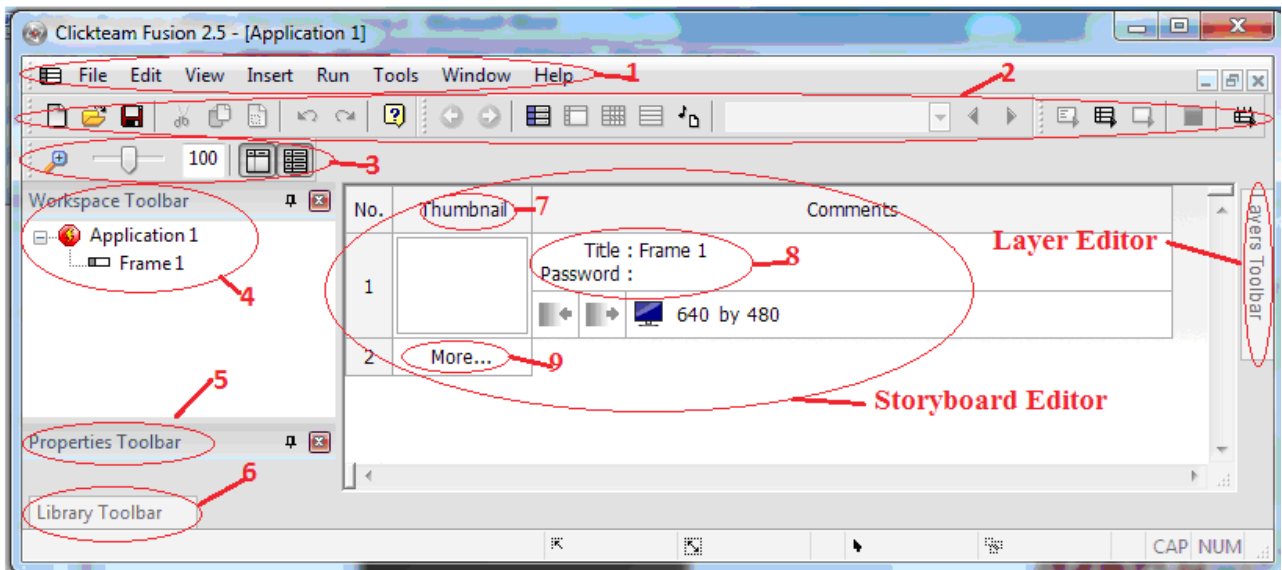 Clickteam Fusion 2.5 - [Application 1]
File Edit View Insert Run Tools Window Help 1 2
100 3
Workspace Toolbar
Application 1
Frame 1
4
5
Properties Toolbar
6
Library Toolbar
No. Thumbnail 7 Comments
1 Title : Frame 1 8
Password :
640 by 480
2 More... 9
Layer Editor
ayers Toolbar
Storyboard Editor
CAP NUM